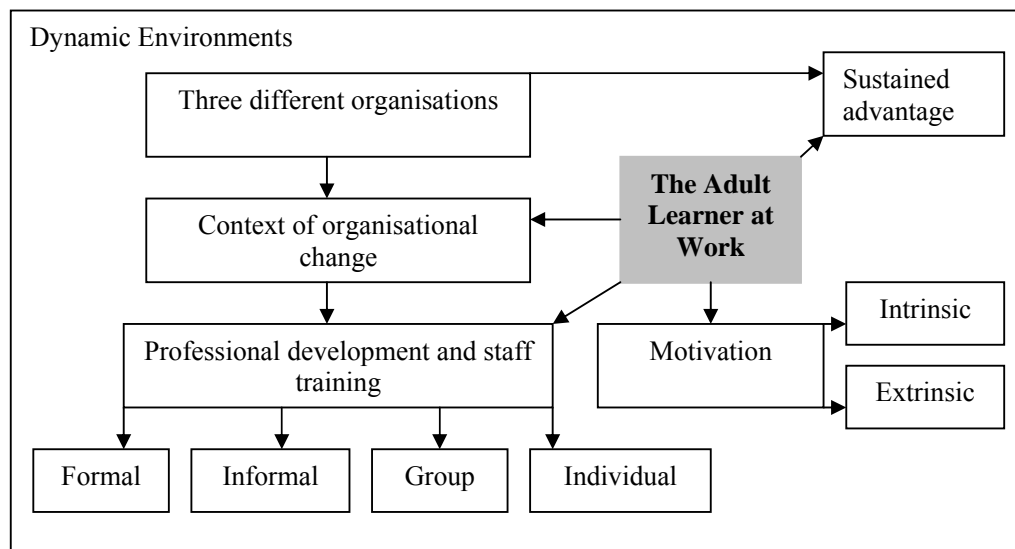 Dynamic Environments
Three different organisations
Sustained
advantage
The Adult
Learner at
Work
Context of organisational
change
Professional development and staff
training
Motivation
Intrinsic
Extrinsic
Formal
Informal
Group
Individual